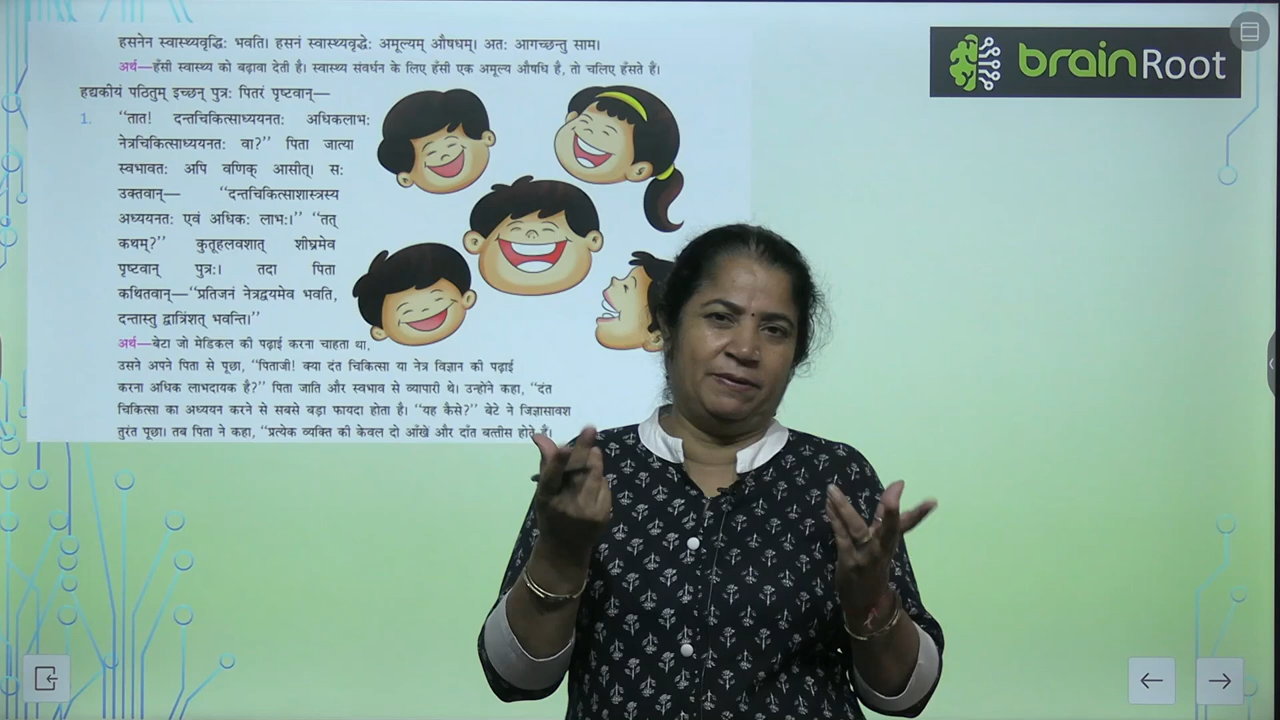 हसनेन स्वास्थ्यवृद्धिः भवति। हसनं स्वास्थ्यवृद्धेः अमूल्यम् औषधम्। अतः आगच्छन्तु साम।
अर्थ—हँसी स्वास्थ्य को बढ़ावा देती है। स्वास्थ्य संवर्धन के लिए हँसी एक अमूल्य औषधि है, तो चलिए हँसते हैं।
हृद्यकीयं पठितुम् इच्छन् पुत्रः पितरं पृष्टवान्—
1. “तात! दन्तचिकित्साध्ययनतः अधिकलाभः
नेत्रचिकित्साध्ययनतः वा?” पिता जात्या
स्वभावतः अपि वणिक् आसीत्। सः
उक्तवान्— “दन्तचिकित्साशास्त्रस्य
अध्ययनतः एवं अधिकः लाभः।” “तत्
कथम्?” कुतूहलवशात् शीघ्रमेव
पृष्टवान् पुत्रः। तदा पिता
कथितवान्—“प्रतिजनं नेत्रद्वयमेव भवति,
दन्तास्तु द्वात्रिंशत् भवन्ति।”
अर्थ—बेटा जो मेडिकल की पढ़ाई करना चाहता था,
उसने अपने पिता से पूछा, “पिताजी! क्या दंत चिकित्सा या नेत्र विज्ञान की पढ़ाई
करना अधिक लाभदायक है?” पिता जाति और स्वभाव से व्यापारी थे। उन्होंने कहा, “दंत
चिकित्सा का अध्ययन करने से सबसे बड़ा फायदा होता है। “यह कैसे?” बेटे ने जिज्ञासावश
तुरंत पूछा। तब पिता ने कहा, “प्रत्येक व्यक्ति की केवल दो आँखें और दाँत बत्तीस होते हैं।
brainRoot